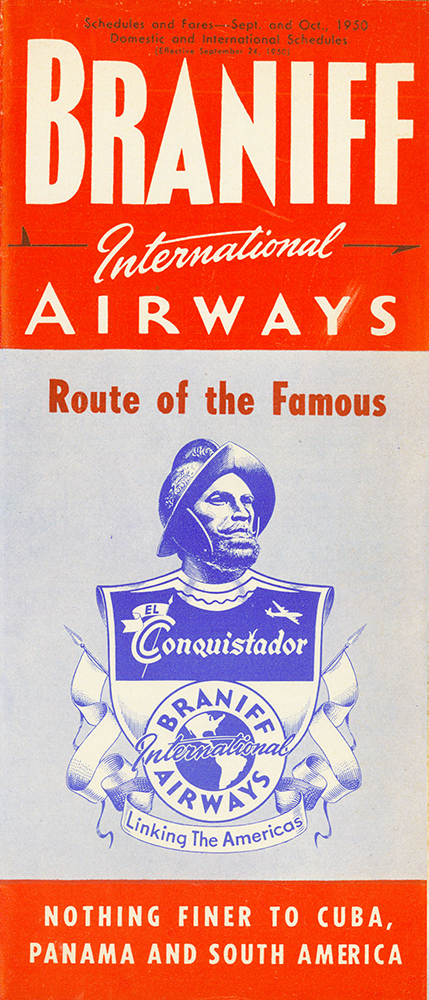 Schedules and Fares—Sept. and Oct., 1950
Domestic and International Schedules
(Effective September 24, 1950)
BRANIFF
International
AIRWAYS
Route of the Famous
EL
Conquistador
BRANIFF
International
AIRWAYS
Linking The Americas
NOTHING FINER TO CUBA,
PANAMA AND SOUTH AMERICA